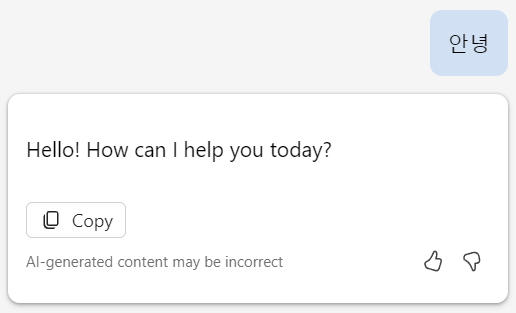 안녕
Hello! How can I help you today?
Copy
AI-generated content may be incorrect